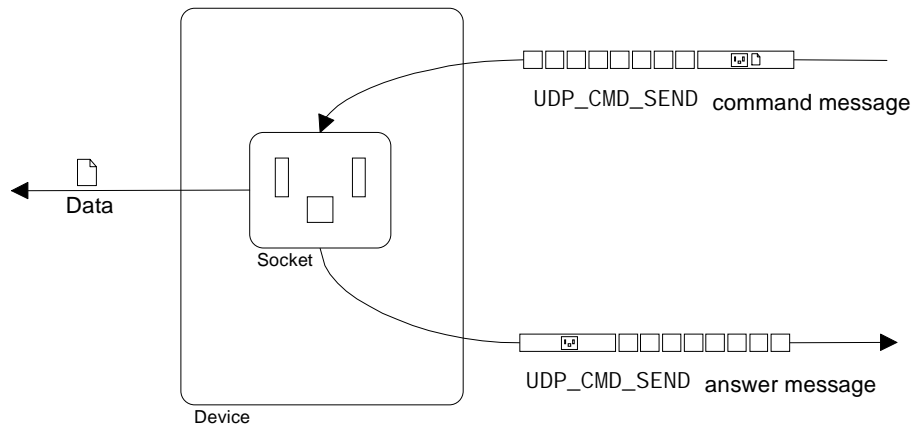 UDP_CMD_SEND command message
Data
Socket
UDP_CMD_SEND answer message
Device